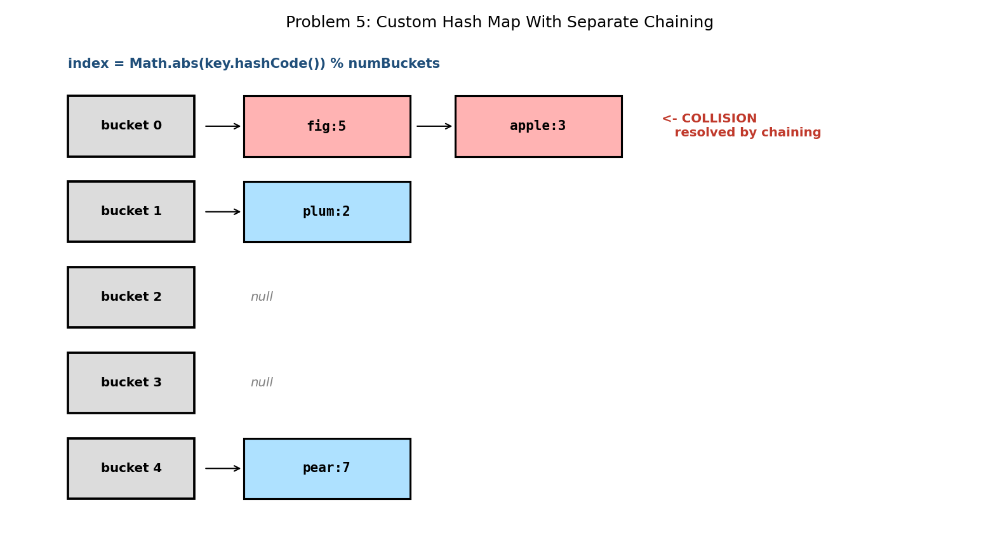 Problem 5: Custom Hash Map With Separate Chaining
index = Math.abs(key.hashCode()) % numBuckets
bucket 0
fig:5
apple:3
<- COLLISION
resolved by chaining
bucket 1
plum:2
bucket 2
null
bucket 3
null
bucket 4
pear:7